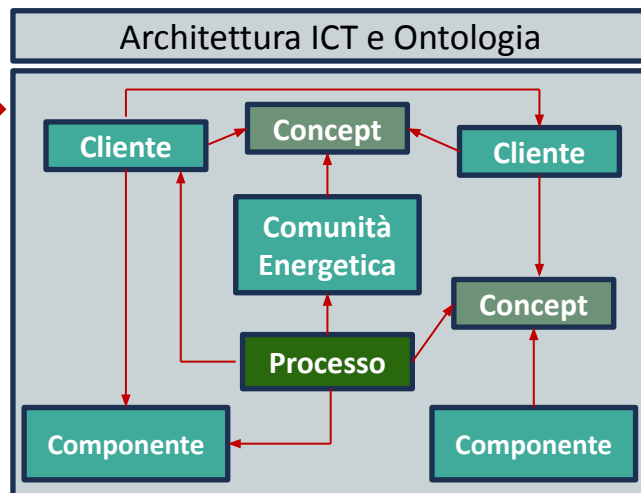 Architettura ICT e Ontologia
Concept
Cliente
Cliente
Comunità
Energetica
Concept
Processo
Componente
Componente